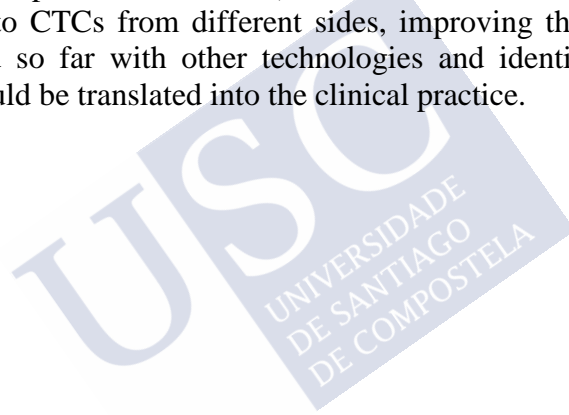 to CTCs from different sides, improving th
so far with other technologies and identi
uld be translated into the clinical practice.
USC
UNIVERSIDADE
DE SANTIAGO
DE COMPOSTELA